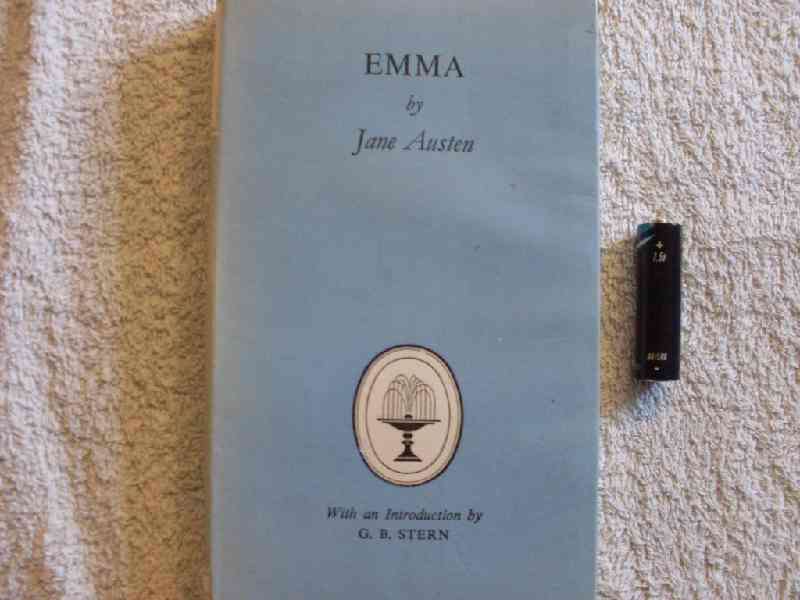 EMMA
by
Jane Austen
With an Introduction by
G. B. STERN
+
-